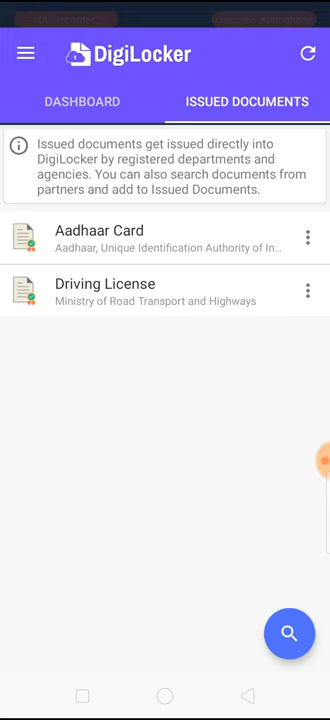 DigiLocker
DASHBOARD
ISSUED DOCUMENTS
Issued documents get issued directly into
DigiLocker by registered departments and
agencies. You can also search documents from
partners and add to Issued Documents.
Aadhaar Card
Aadhaar, Unique Identification Authority of In...
Driving License
Ministry of Road Transport and Highways